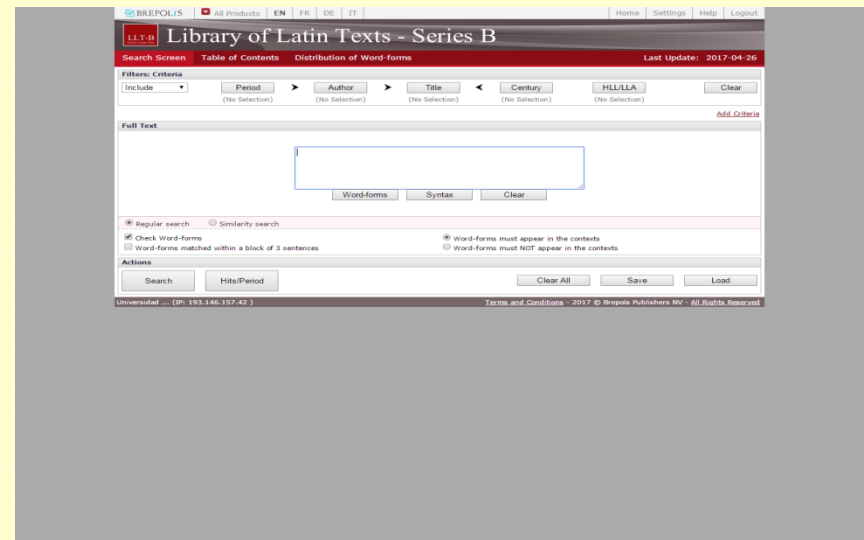 BREPOLiS All Products EN FR DE IT Home Settings Help Logout
LLT-B Library of Latin Texts - Series B
Search Screen Table of Contents Distribution of Word-forms Last Update: 2017-04-26
Filters: Criteria
Include Period Author Title Century HLL/LLA Clear
(No Selection) (No Selection) (No Selection) (No Selection) (No Selection)
Add Criteria
Full Text
Word-forms Syntax Clear
Regular search Similarity search
Check Word-forms Word-forms must appear in the contexts
Word-forms matched within a block of 3 sentences Word-forms must NOT appear in the contexts
Actions
Search Hits/Period Clear All Save Load
Universidad ... (IP: 193.146.157.42 ) Terms and Conditions - 2017 © Brepols Publishers NV - All Rights Reserved